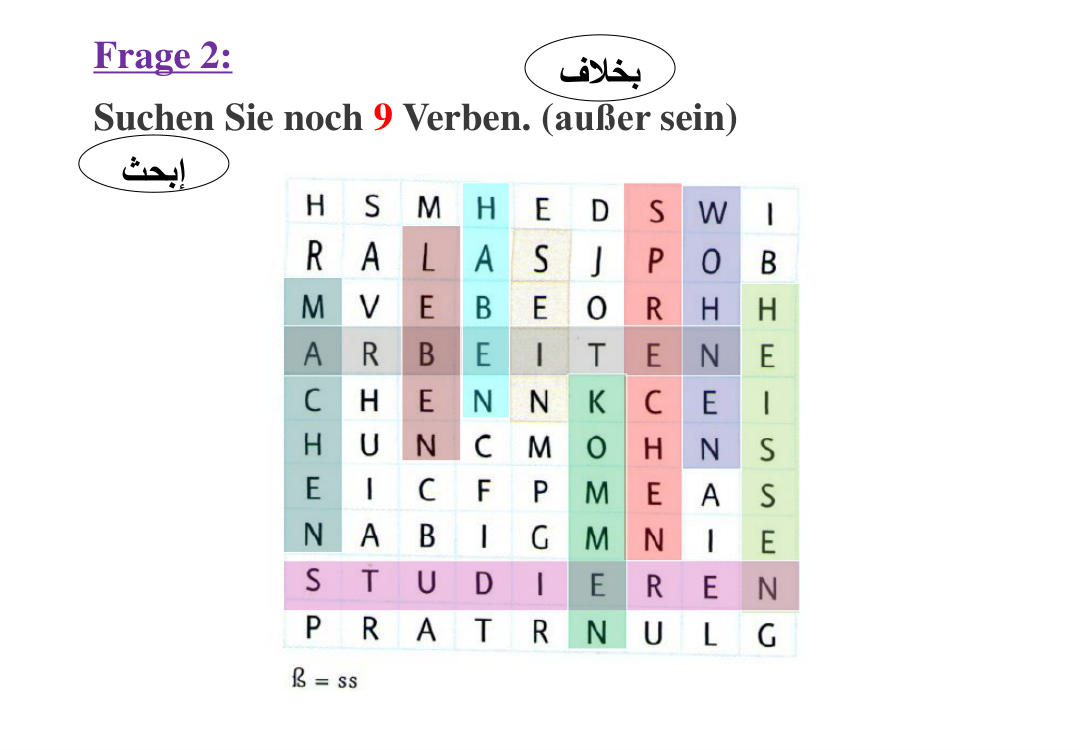 Frage 2:
بخلاف
Suchen Sie noch 9 Verben. (außer sein)
إبحث
H S M H E D S W I
R A L A S J P O B
M V E B E O R H H
A R B E I T E N E
C H E N N K C E I
H U N C M O H N S
E I C F P M E A S
N A B I G M N I E
S T U D I E R E N
P R A T R N U L G
ß = ss